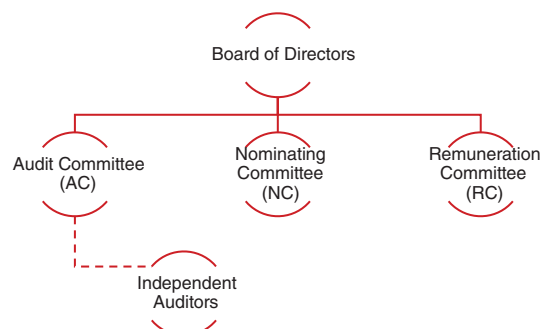 Board of Directors
Audit Committee
(AC)
Nominating
Committee
(NC)
Remuneration
Committee
(RC)
Independent
Auditors